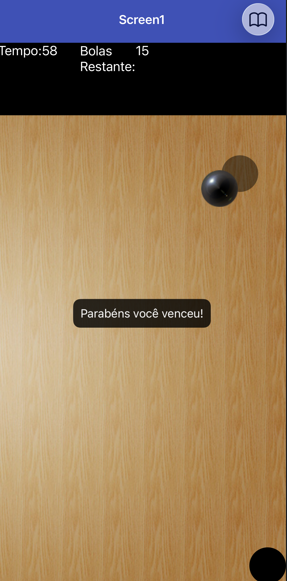 Screen1
Tempo:58
Bolas 15
Restante:
Parabéns você venceu!